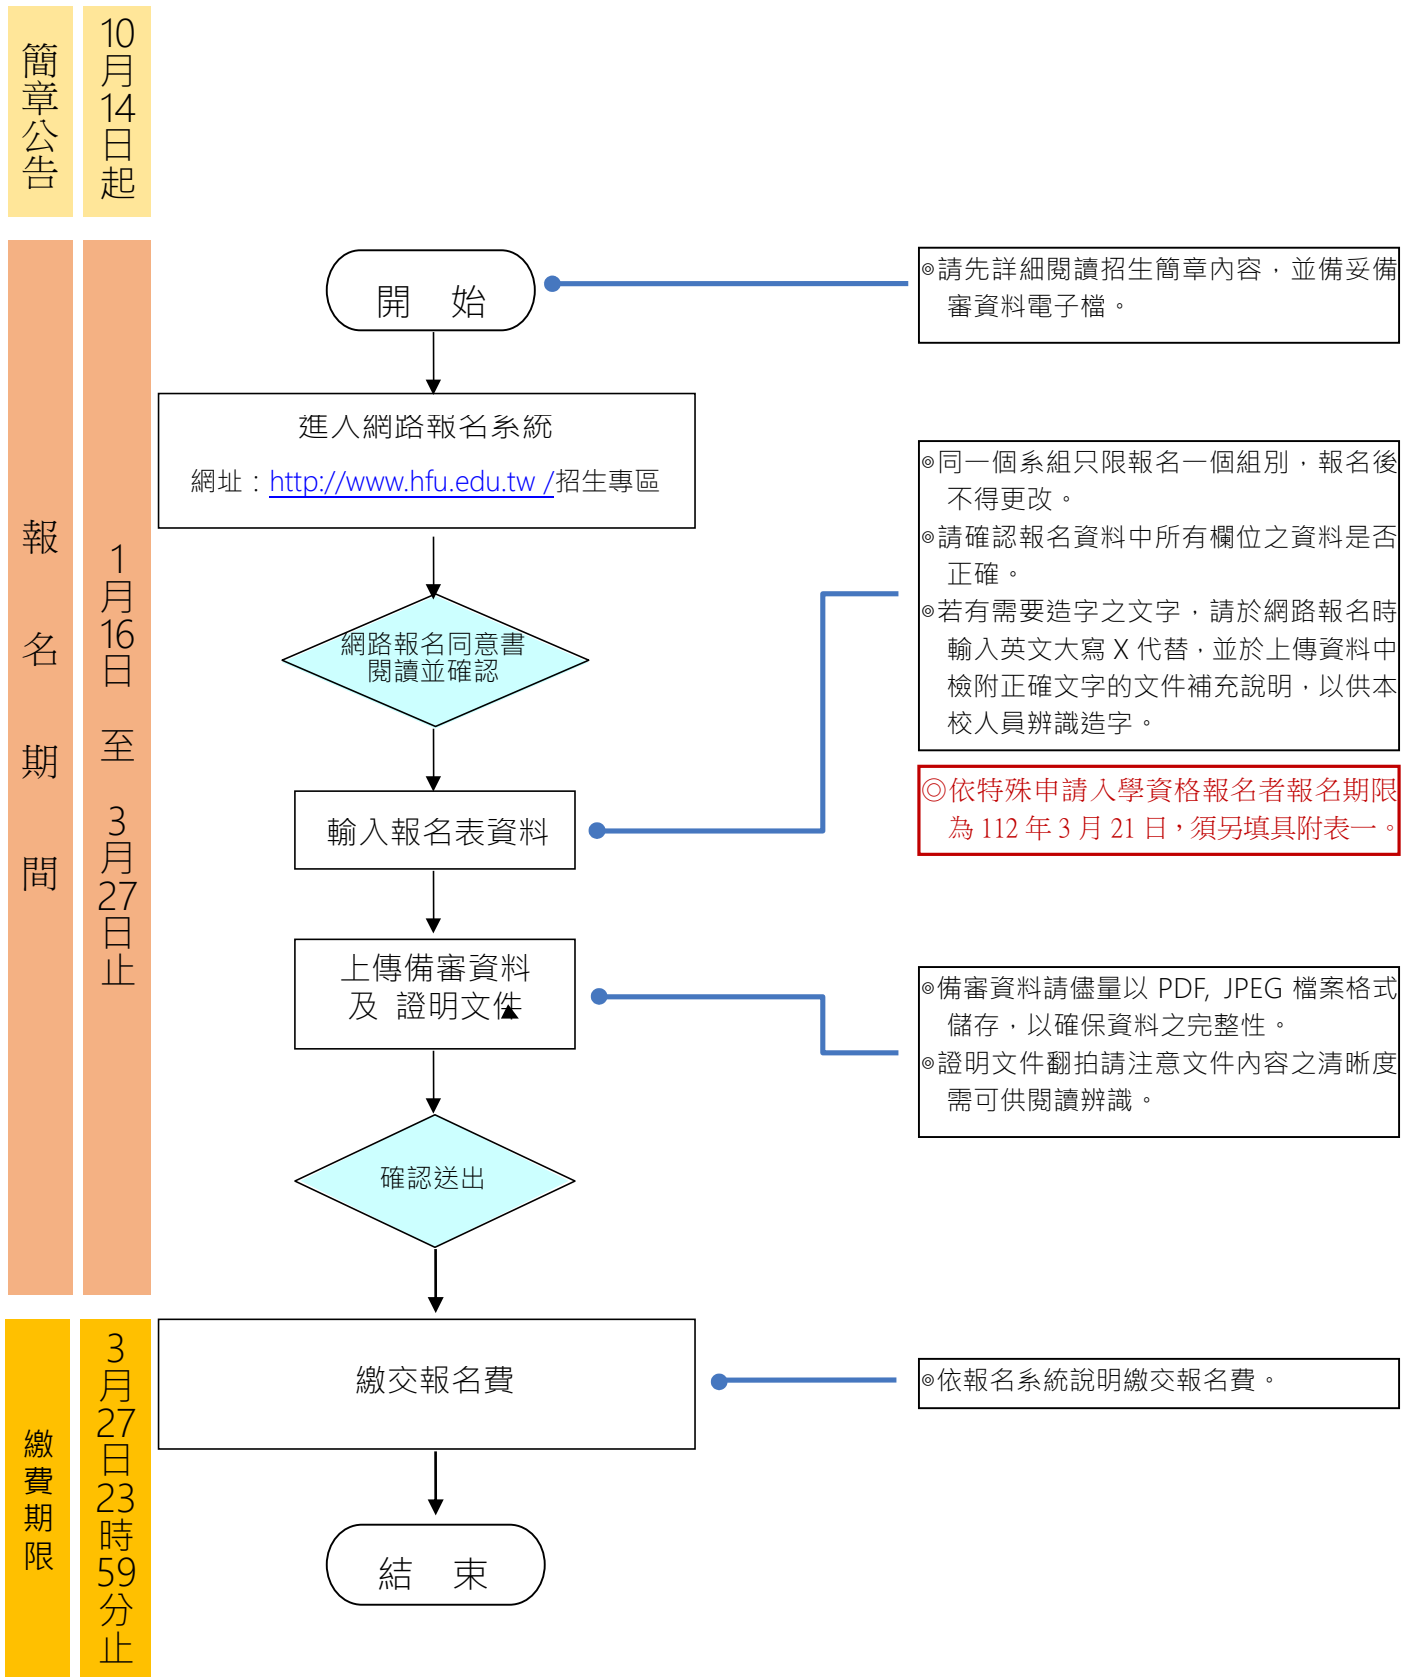 簡章公告
10月14日起
報名期間
1月16日 至 3月27日止
繳費期限
3月27日23時59分止
開 始
進入網路報名系統
網址：http://www.hfu.edu.tw /招生專區
網路報名同意書
閱讀並確認
輸入報名表資料
上傳備審資料
及 證明文件
確認送出
繳交報名費
結 束
◎請先詳細閱讀招生簡章內容，並備妥備
審資料電子檔。
◎同一個系組只限報名一個組別，報名後
不得更改。
◎請確認報名資料中所有欄位之資料是否
正確。
◎若有需要造字之文字，請於網路報名時
輸入英文大寫 X 代替，並於上傳資料中
檢附正確文字的文件補充說明，以供本
校人員辨識造字。
◎依特殊申請入學資格報名者報名期限
為 112 年 3 月 21 日，須另填具附表一。
◎備審資料請儘量以 PDF, JPEG 檔案格式
儲存，以確保資料之完整性。
◎證明文件翻拍請注意文件內容之清晰度
需可供閱讀辨識。
◎依報名系統說明繳交報名費。